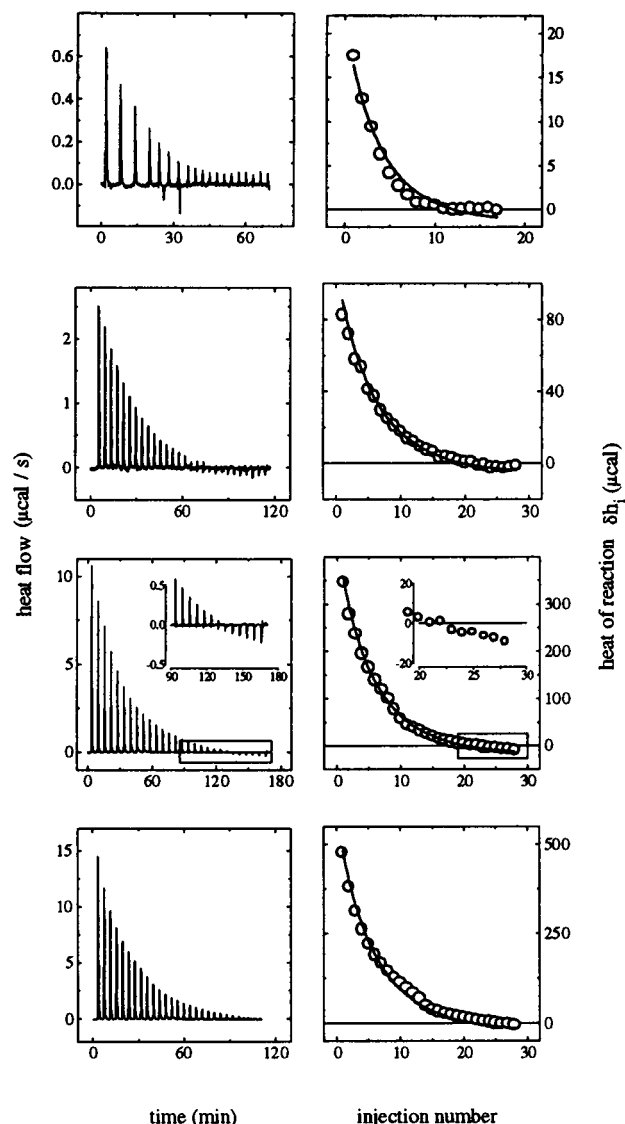 0.6
0.4
0.2
0.0
0 30 60
20
15
10
5
0
0 10 20
2
1
0
0 60 120
80
40
0
0 10 20 30
10
5
0
0.5
0.0
-0.5
90 120 150 180
0 60 120 180
20
0
-20
20 25 30
300
200
100
0
0 10 20 30
15
10
5
0
0 60 120
500
250
0
0 10 20 30
heat flow (μcal / s)
heat of reaction δhᵢ (μcal)
time (min)
injection number